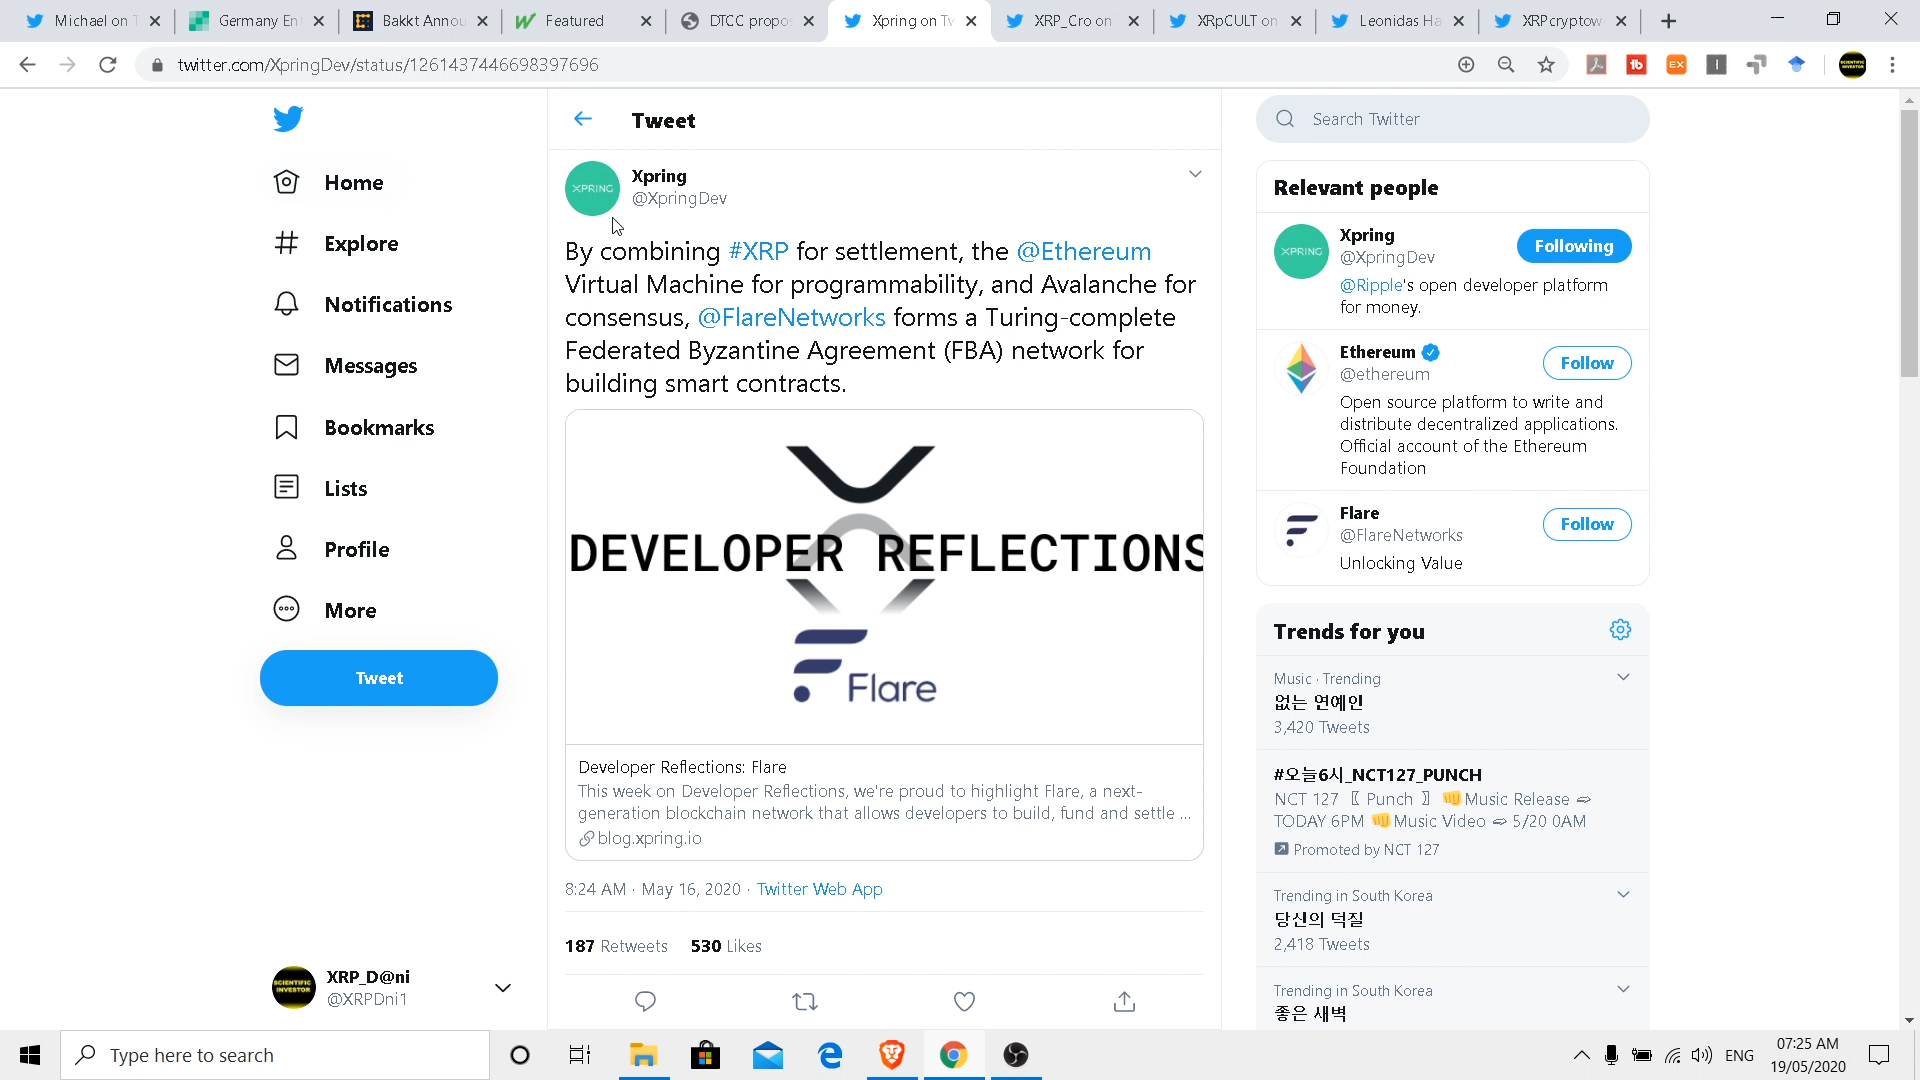 Michael on T
Germany En
Bakkt Annou
Featured
DTCC propo
Xpring on Tw
XRP_Cro on
XRpCULT on
Leonidas Ha
XRPcryptow
twitter.com/XpringDev/status/1261437446698397696
Home
Explore
Notifications
Messages
Bookmarks
Lists
Profile
More
Tweet
SCIENTIFIC
INVESTOR
XRP_D@ni
@XRPDni1
Tweet
XPRING
Xpring
@XpringDev
By combining #XRP for settlement, the @Ethereum
Virtual Machine for programmability, and Avalanche for
consensus, @FlareNetworks forms a Turing-complete
Federated Byzantine Agreement (FBA) network for
building smart contracts.
DEVELOPER REFLECTIONS
Flare
Developer Reflections: Flare
This week on Developer Reflections, we're proud to highlight Flare, a next-
generation blockchain network that allows developers to build, fund and settle ...
blog.xpring.io
8:24 AM · May 16, 2020 · Twitter Web App
187 Retweets 530 Likes
Search Twitter
Relevant people
XPRING
Xpring
@XpringDev
Following
@Ripple's open developer platform
for money.
Ethereum
@ethereum
Follow
Open source platform to write and
distribute decentralized applications.
Official account of the Ethereum
Foundation
Flare
@FlareNetworks
Follow
Unlocking Value
Trends for you
Music · Trending
없는 연예인
3,420 Tweets
#오늘6시_NCT127_PUNCH
NCT 127 〖 Punch 〗 👊Music Release ➫
TODAY 6PM 👊Music Video ➫ 5/20 0AM
Promoted by NCT 127
Trending in South Korea
당신의 덕질
2,418 Tweets
Trending in South Korea
좋은 새벽
Type here to search
ENG
07:25 AM
19/05/2020